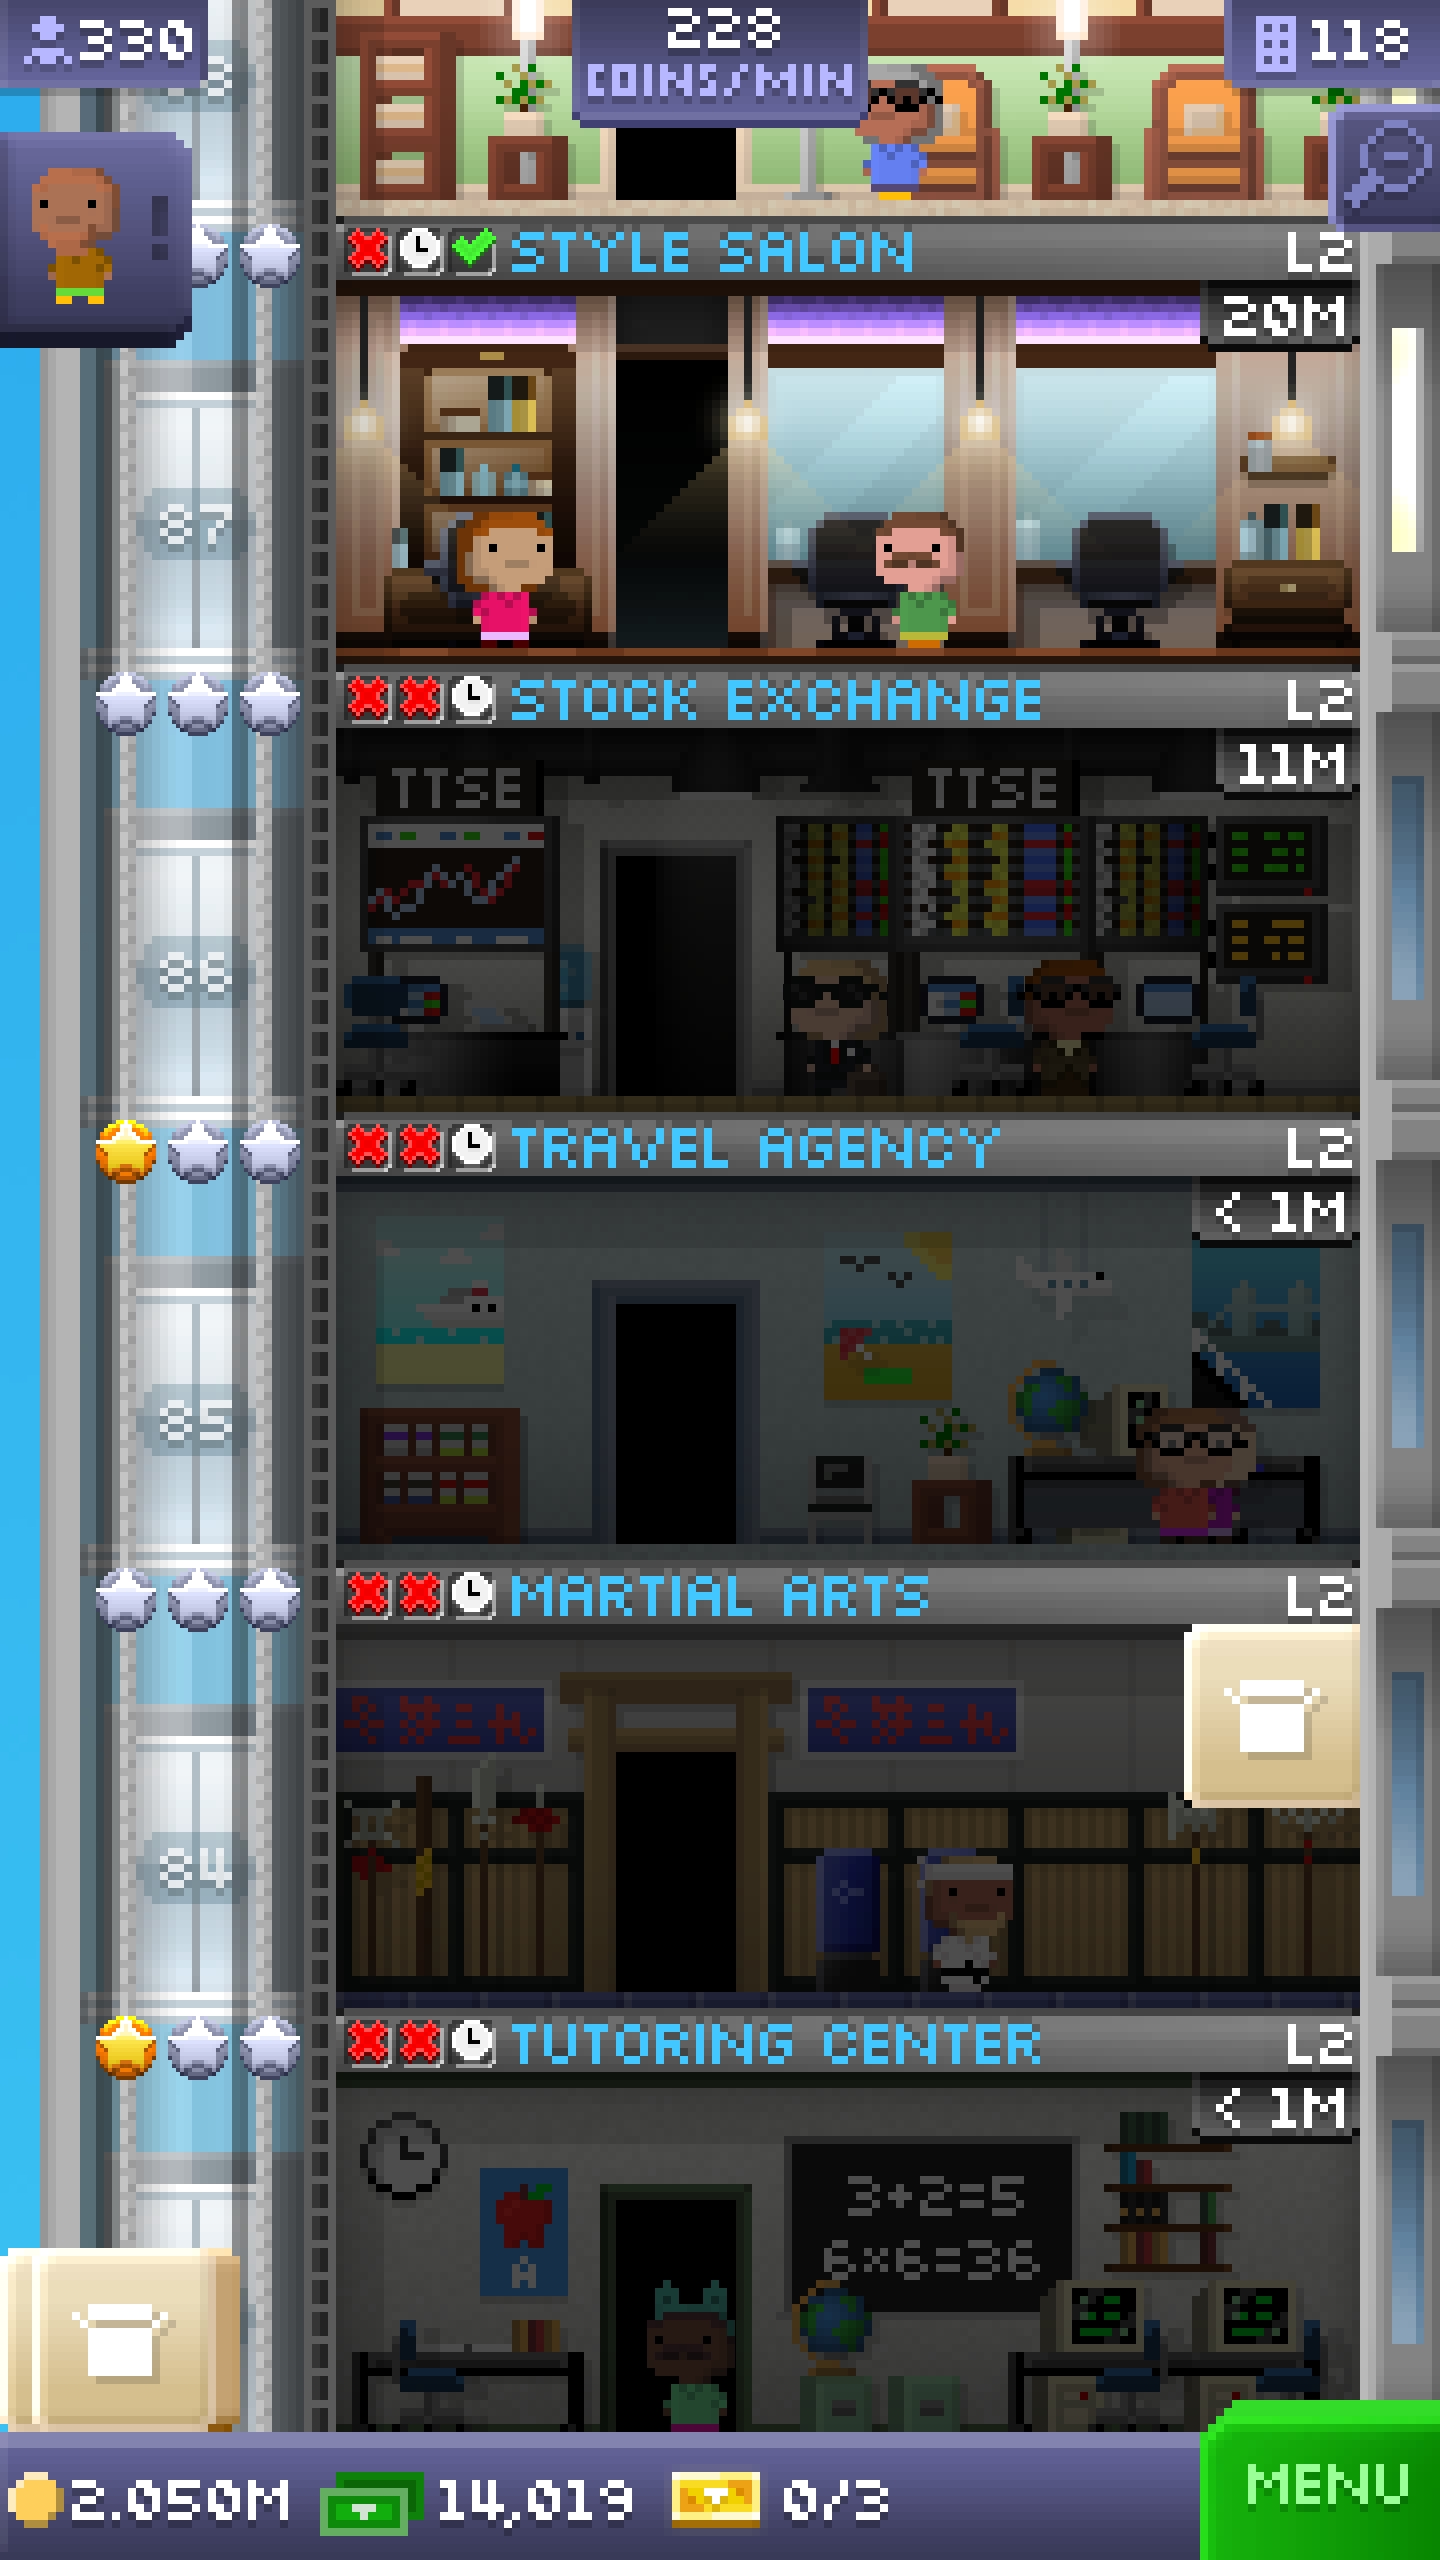 330
228
COINS/MIN
118
STYLE SALON
L2
20M
87
STOCK EXCHANGE
L2
11M
TTSE
TTSE
86
TRAVEL AGENCY
L2
< 1M
85
MARTIAL ARTS
L2
84
TUTORING CENTER
L2
< 1M
3+2=5
6×6=36
A
2.050M
14,019
0/3
MENU